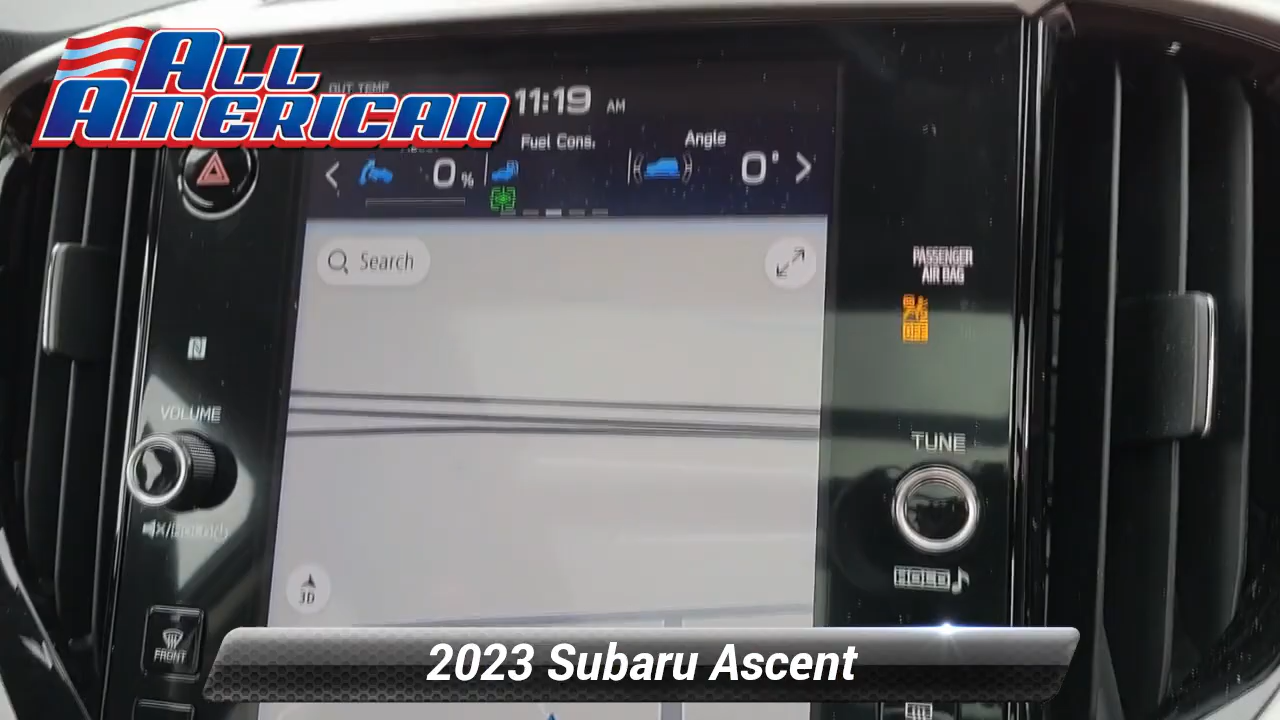 ALL
AMERICAN
OUT TEMP
11:19 AM
Fuel Cons.
Angle
0 %
0°
Search
PASSENGER
AIR BAG
OFF
VOLUME
TUNE
HOLD
3D
FRONT
2023 Subaru Ascent